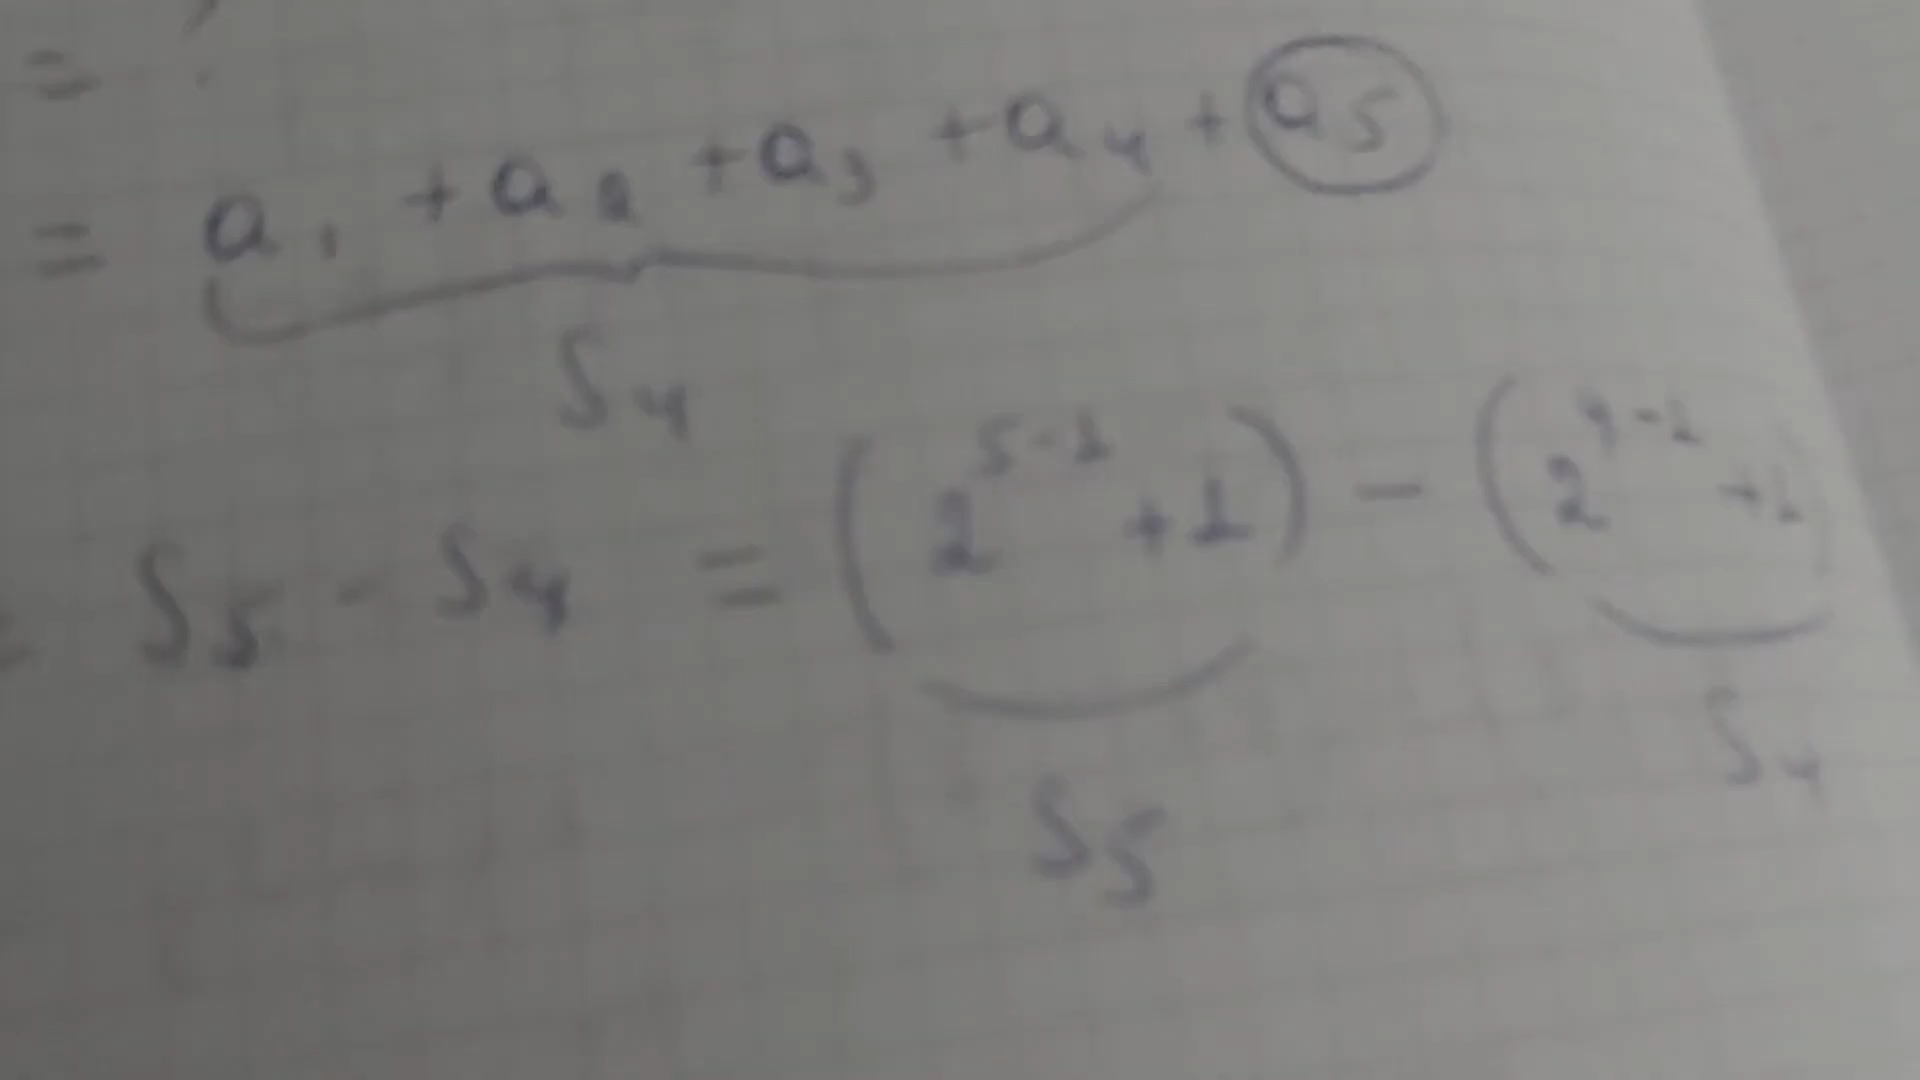 = ?
= a₁ + a₂ + a₃ + a₄ + a₅
S₄
= S₅ - S₄ = (2⁵⁻¹ + 1) - (2⁴⁻¹ + 1
S₄
S₅